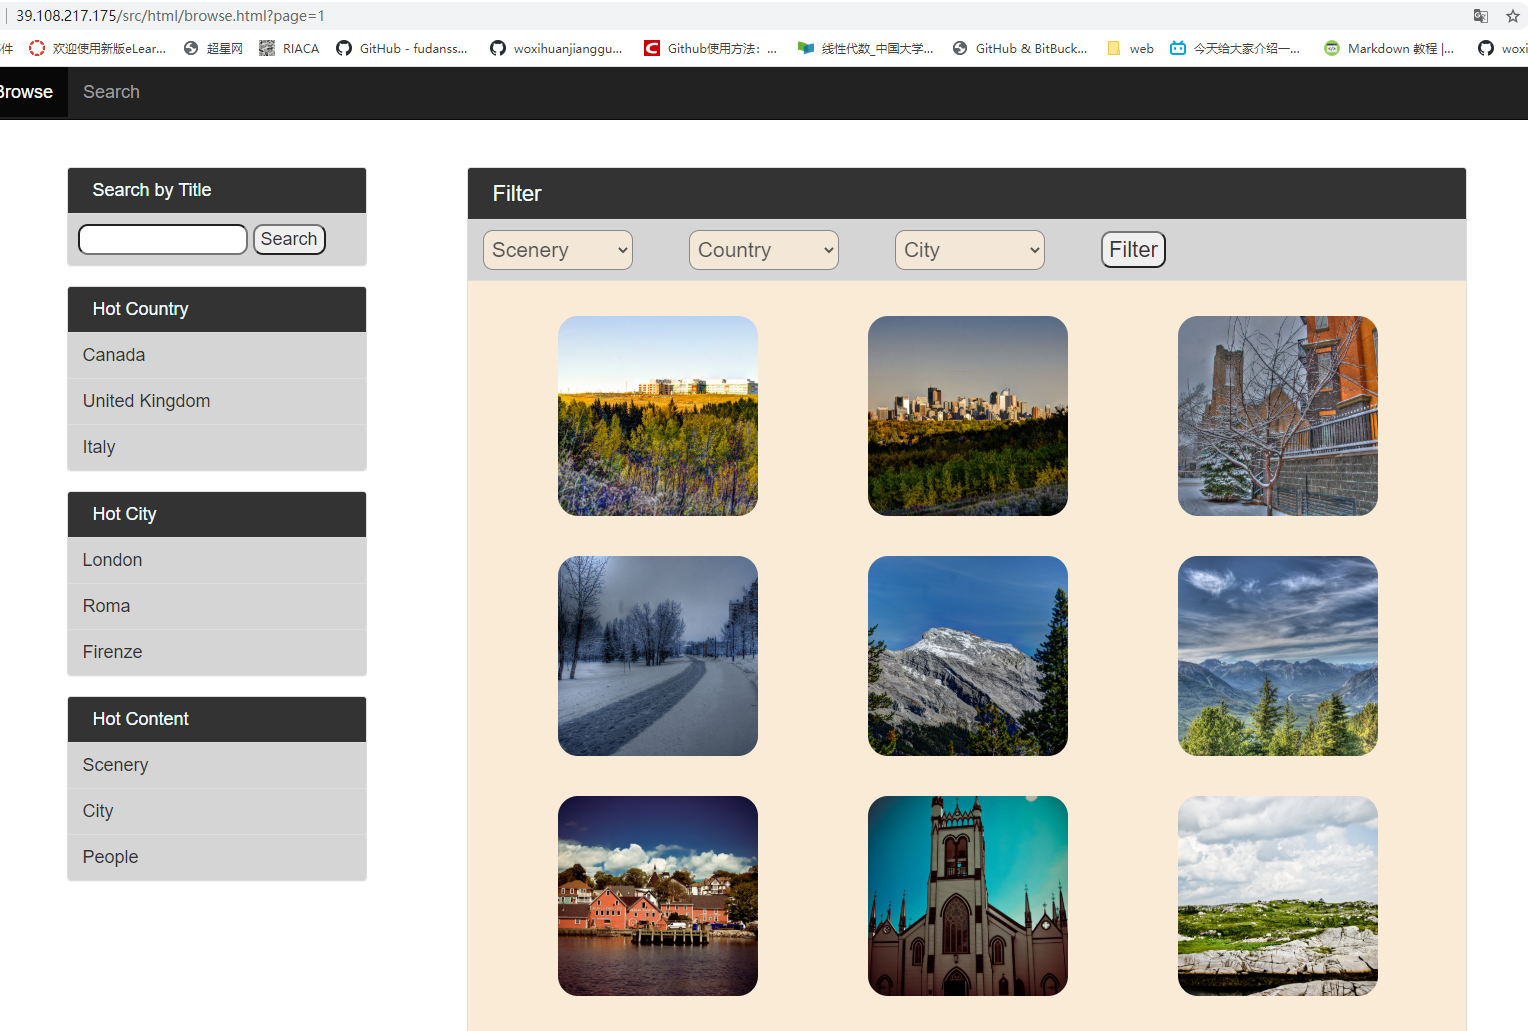 39.108.217.175/src/html/browse.html?page=1
件 欢迎使用新版eLear... 超星网 RIACA GitHub - fudanss... woxihuanjianggu... Github使用方法: ... 线性代数_中国大学... GitHub & BitBuck... web 今天给大家介绍一... Markdown 教程 |... woxi
Browse Search
Search by Title
Search
Hot Country
Canada
United Kingdom
Italy
Hot City
London
Roma
Firenze
Hot Content
Scenery
City
People
Filter
Scenery Country City Filter